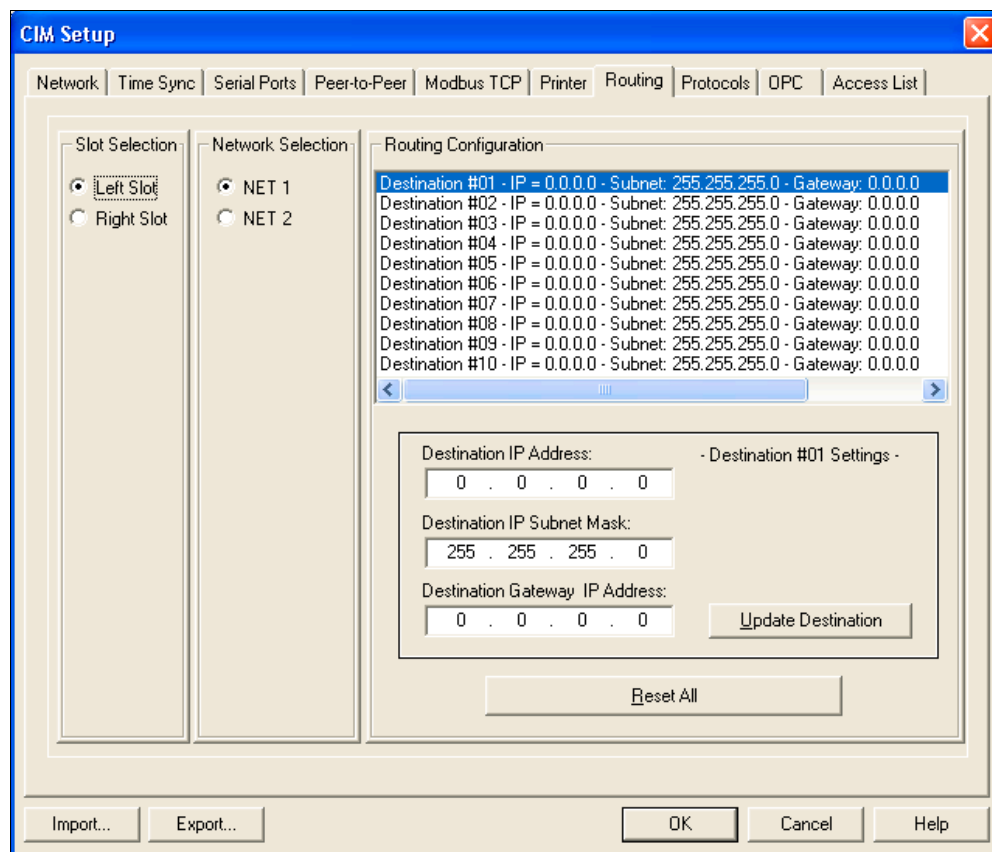 CIM Setup
Network Time Sync Serial Ports Peer-to-Peer Modbus TCP Printer Routing Protocols OPC Access List
Slot Selection
Left Slot
Right Slot
Network Selection
NET 1
NET 2
Routing Configuration
Destination #01 - IP = 0.0.0.0 - Subnet: 255.255.255.0 - Gateway: 0.0.0.0
Destination #02 - IP = 0.0.0.0 - Subnet: 255.255.255.0 - Gateway: 0.0.0.0
Destination #03 - IP = 0.0.0.0 - Subnet: 255.255.255.0 - Gateway: 0.0.0.0
Destination #04 - IP = 0.0.0.0 - Subnet: 255.255.255.0 - Gateway: 0.0.0.0
Destination #05 - IP = 0.0.0.0 - Subnet: 255.255.255.0 - Gateway: 0.0.0.0
Destination #06 - IP = 0.0.0.0 - Subnet: 255.255.255.0 - Gateway: 0.0.0.0
Destination #07 - IP = 0.0.0.0 - Subnet: 255.255.255.0 - Gateway: 0.0.0.0
Destination #08 - IP = 0.0.0.0 - Subnet: 255.255.255.0 - Gateway: 0.0.0.0
Destination #09 - IP = 0.0.0.0 - Subnet: 255.255.255.0 - Gateway: 0.0.0.0
Destination #10 - IP = 0.0.0.0 - Subnet: 255.255.255.0 - Gateway: 0.0.0.0
Destination IP Address:
- Destination #01 Settings -
0 . 0 . 0 . 0
Destination IP Subnet Mask:
255 . 255 . 255 . 0
Destination Gateway IP Address:
0 . 0 . 0 . 0
Update Destination
Reset All
Import... Export... OK Cancel Help